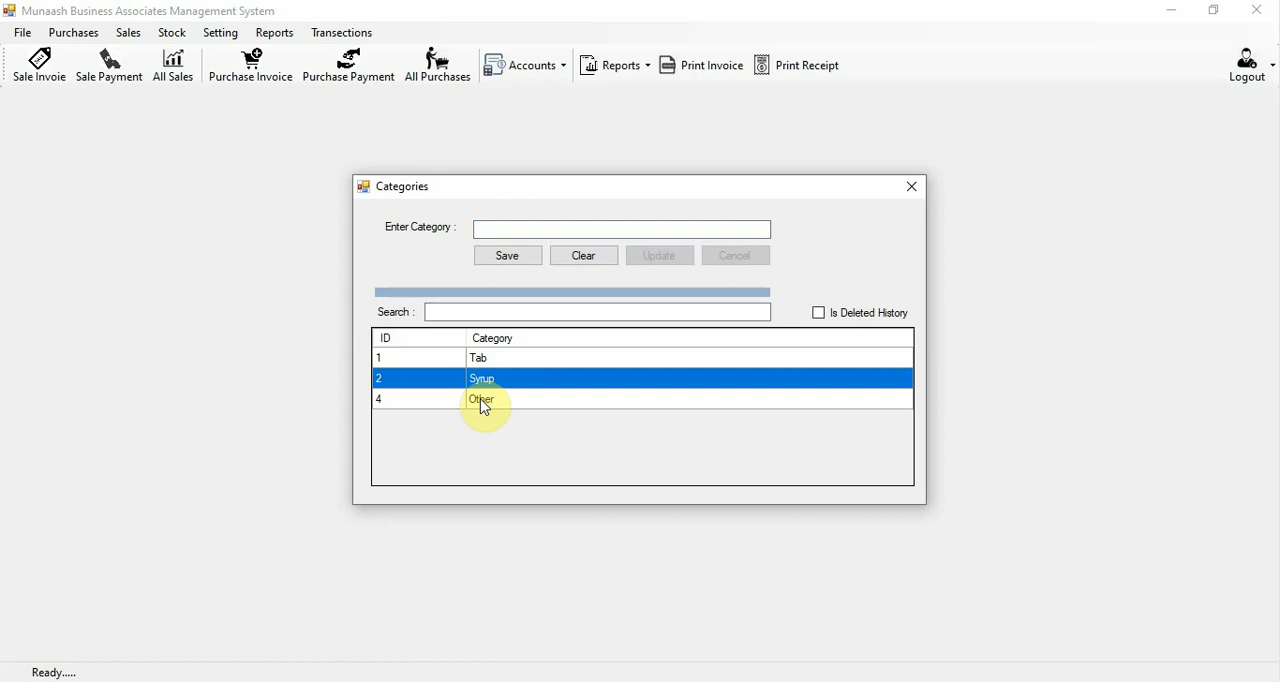 Munaash Business Associates Management System
File Purchases Sales Stock Setting Reports Transections
Sale Invoie Sale Payment All Sales Purchase Invoice Purchase Payment All Purchases Accounts Reports Print Invoice Print Receipt Logout
Categories
Enter Category :
Save Clear Update Cancel
Search : Is Deleted History
ID Category
1 Tab
2 Syrup
4 Other
Ready.....